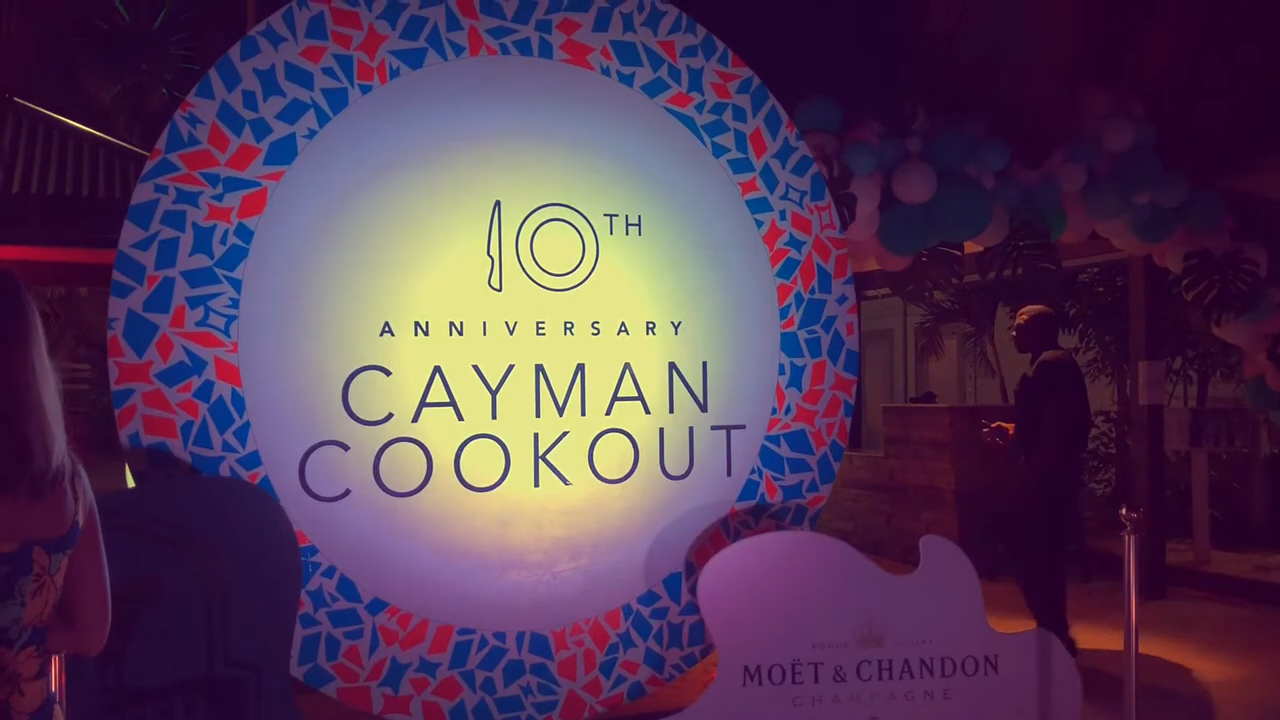 10TH
ANNIVERSARY
CAYMAN
COOKOUT
MOËT & CHANDON
CHAMPAGNE